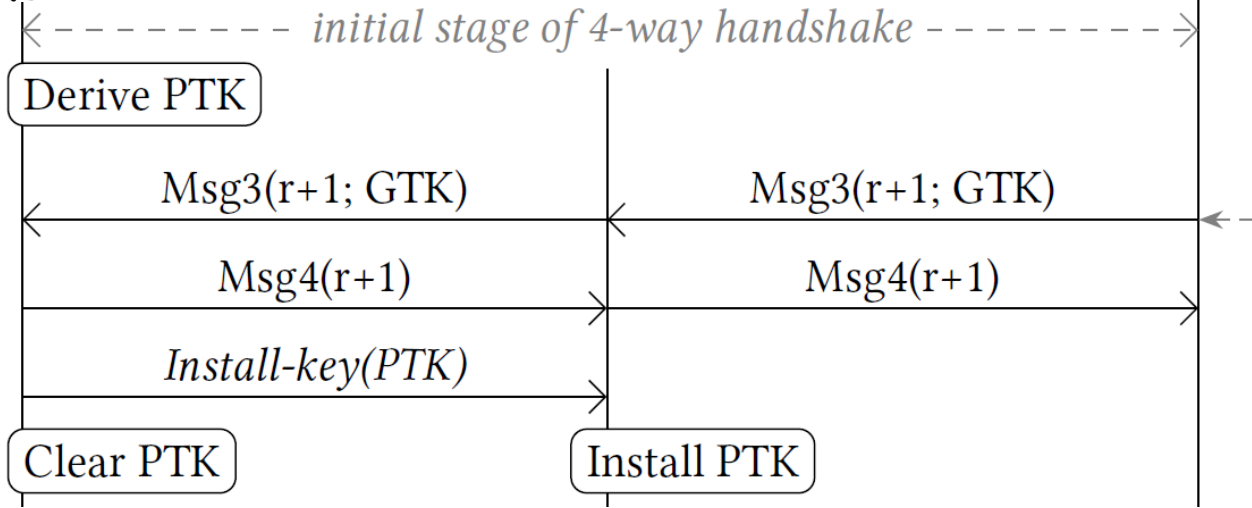 initial stage of 4-way handshake
Derive PTK
Msg3(r+1; GTK) Msg3(r+1; GTK)
Msg4(r+1) Msg4(r+1)
Install-key(PTK)
Clear PTK Install PTK